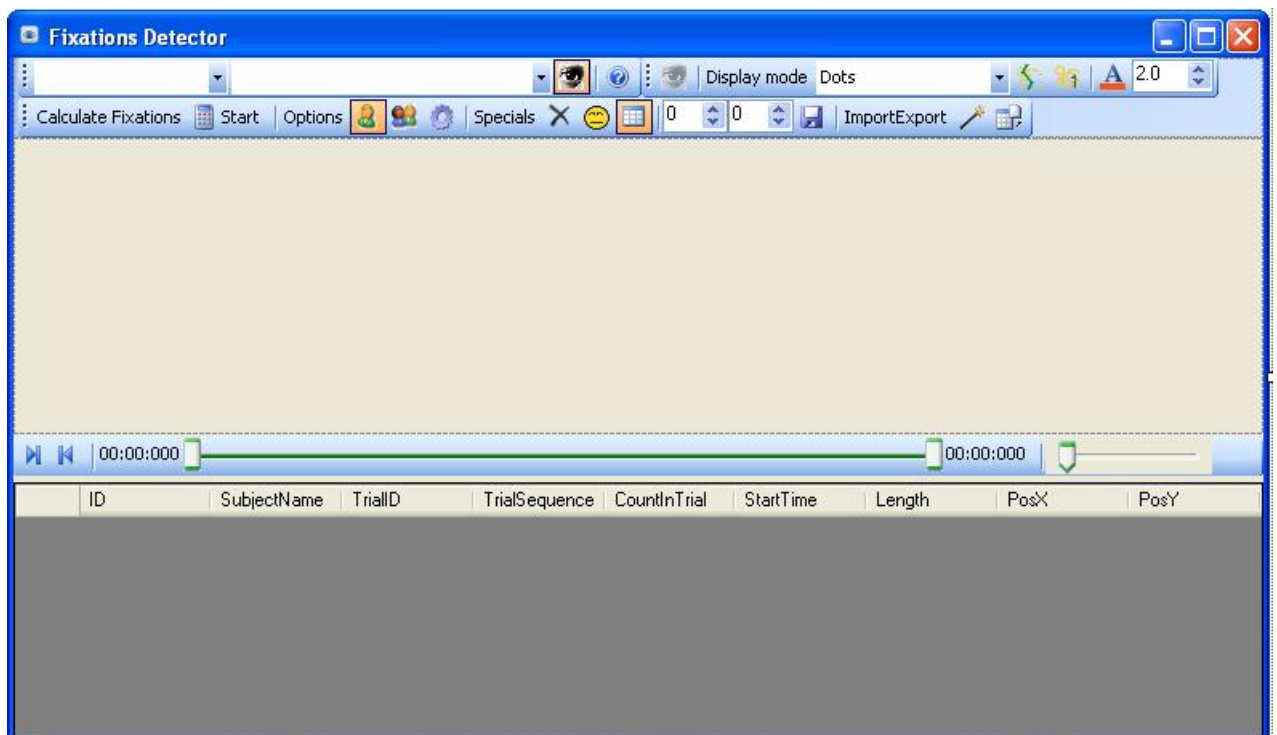 Fixations Detector
Display mode Dots A 2.0
Calculate Fixations Start Options Specials 0 0 ImportExport
00:00:000 00:00:000
ID SubjectName TrialID TrialSequence CountInTrial StartTime Length PosX PosY